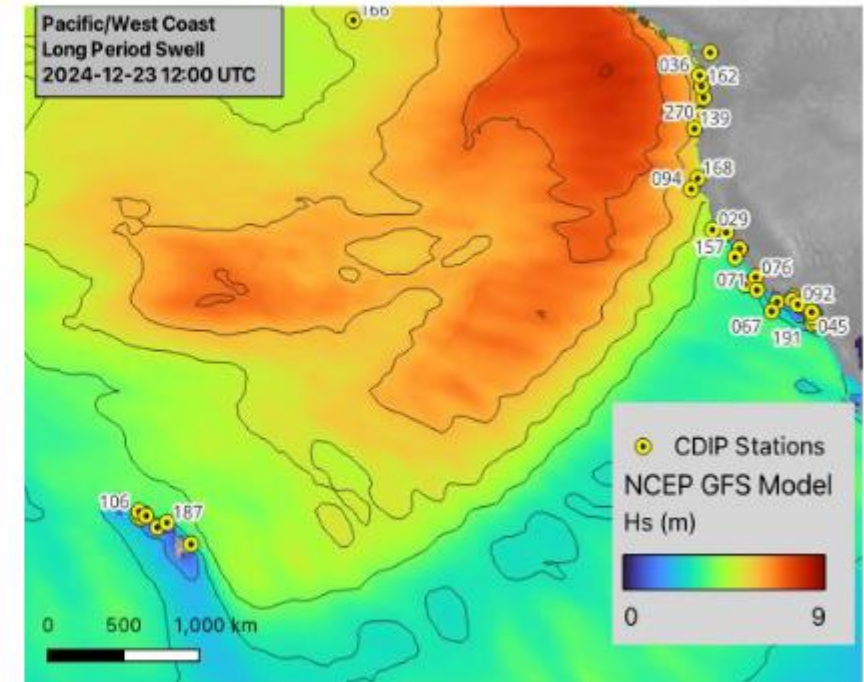 Pacific/West Coast
Long Period Swell
2024-12-23 12:00 UTC
166
036
162
270
139
168
094
029
157
076
071
092
067
191
045
CDIP Stations
NCEP GFS Model
Hs (m)
0 9
106
187
0 500 1,000 km